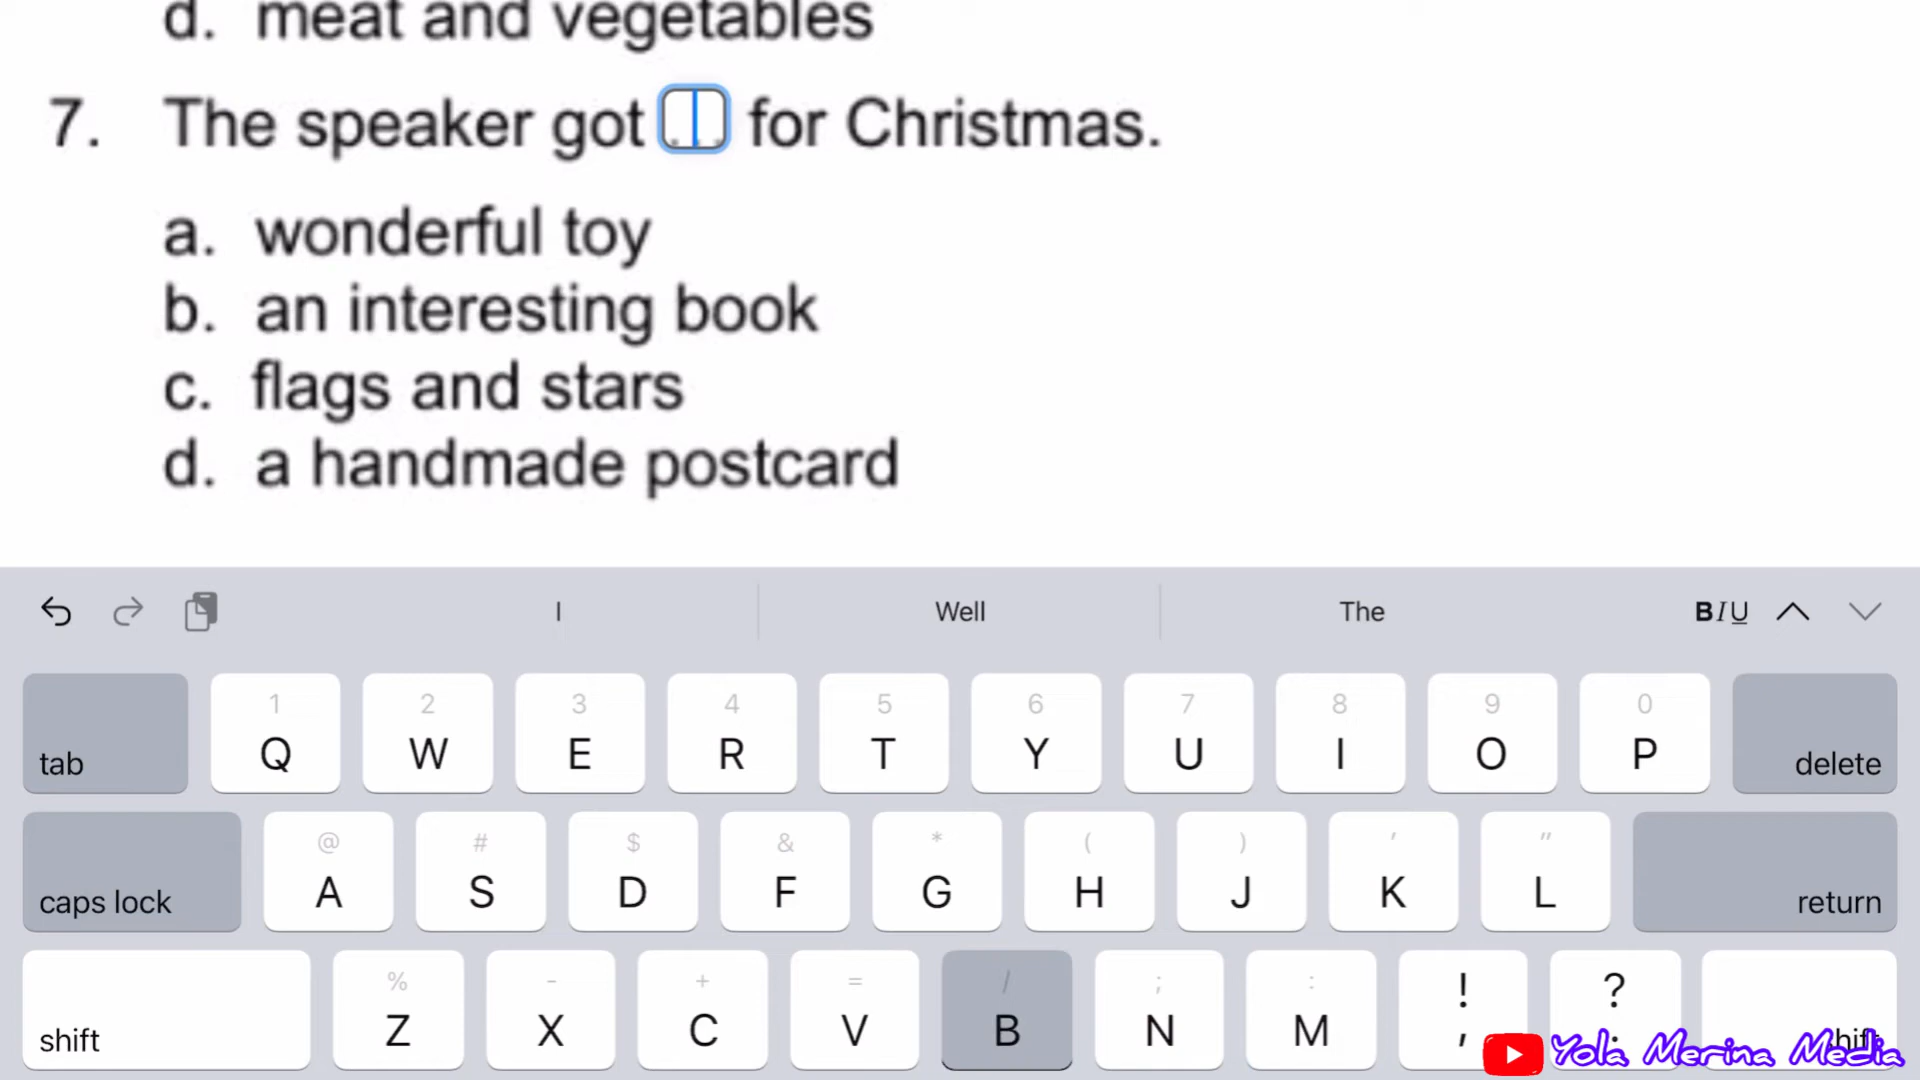 d. meat and vegetables
7. The speaker got ... for Christmas.
a. wonderful toy
b. an interesting book
c. flags and stars
d. a handmade postcard
I Well The BIU
1 2 3 4 5 6 7 8 9 0
tab Q W E R T Y U I O P delete
@ # $ & * ( ) ' "
caps lock A S D F G H J K L return
% - + = / ; : ! ?
shift Z X C V B N M , . shift
Yola Merina Media